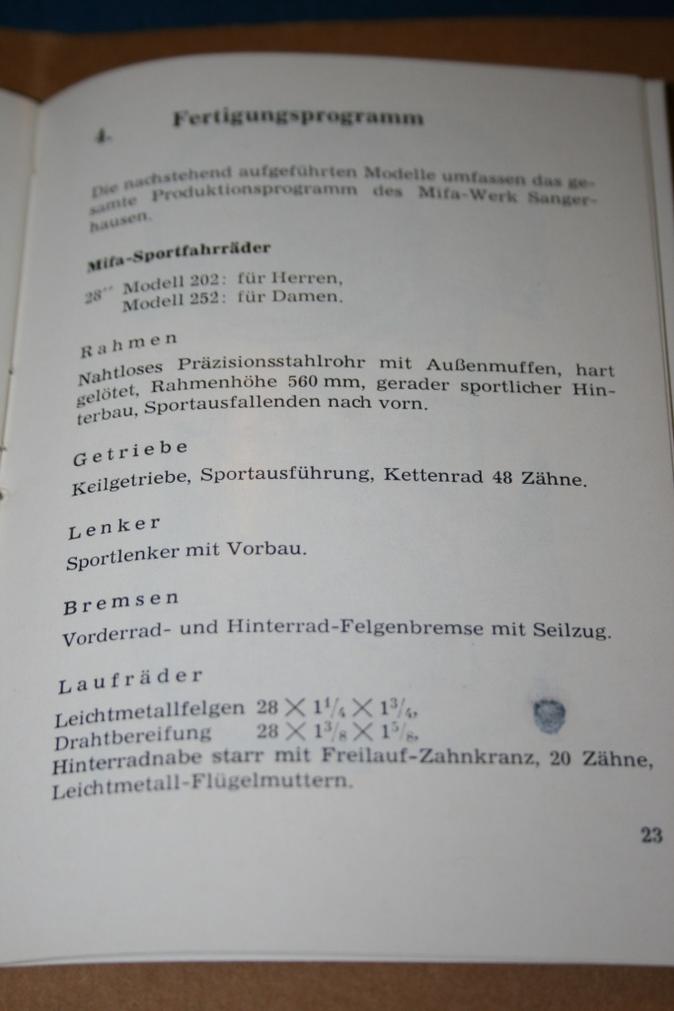 4. Fertigungsprogramm
Die nachstehend aufgeführten Modelle umfassen das ge-
samte Produktionsprogramm des Mifa-Werk Sanger-
hausen.
Mifa-Sportfahrräder
28'' Modell 202: für Herren,
Modell 252: für Damen.
Rahmen
Nahtloses Präzisionsstahlrohr mit Außenmuffen, hart
gelötet, Rahmenhöhe 560 mm, gerader sportlicher Hin-
terbau, Sportausfallenden nach vorn.
Getriebe
Keilgetriebe, Sportausführung, Kettenrad 48 Zähne.
Lenker
Sportlenker mit Vorbau.
Bremsen
Vorderrad- und Hinterrad-Felgenbremse mit Seilzug.
Laufräder
Leichtmetallfelgen 28 × 1¹/₄ × 1³/₄,
Drahtbereifung 28 × 1³/₈ × 1⁵/₈,
Hinterradnabe starr mit Freilauf-Zahnkranz, 20 Zähne,
Leichtmetall-Flügelmuttern.
23